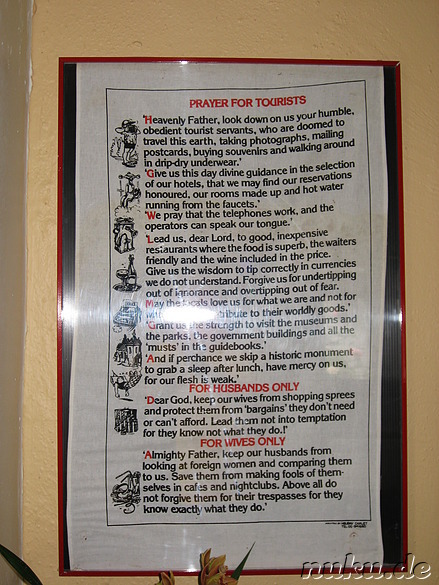 PRAYER FOR TOURISTS
'Heavenly Father, look down on us your humble,
obedient tourist servants, who are doomed to
travel this earth, taking photographs, mailing
postcards, buying souvenirs and walking around
in drip-dry underwear.'
'Give us this day divine guidance in the selection
of our hotels, that we may find our reservations
honoured, our rooms made up and hot water
running from the faucets.'
'We pray that the telephones work, and the
operators can speak our tongue.'
'Lead us, dear Lord, to good, inexpensive
restaurants where the food is superb, the waiters
friendly and the wine included in the price.
Give us the wisdom to tip correctly in currencies
we do not understand. Forgive us for undertipping
out of ignorance and overtipping out of fear.
May the locals love us for what we are and not for
to their worldly goods.'
'Grant us the strength to visit the museums and
the parks, the government buildings and all the
'musts' in the guidebooks.'
'And if perchance we skip a historic monument
to grab a sleep after lunch, have mercy on us,
for our flesh is weak.'
FOR HUSBANDS ONLY
'Dear God, keep our wives from shopping sprees
and protect them from 'bargains' they don't need
or can't afford. Lead them not into temptation
for they know not what they do.!'
FOR WIVES ONLY
'Almighty Father, keep our husbands from
looking at foreign women and comparing them
to us. Save them from making fools of them-
selves in cafes and nightclubs. Above all do
not forgive them for their trespasses for they
know exactly what they do.'
nuku.de